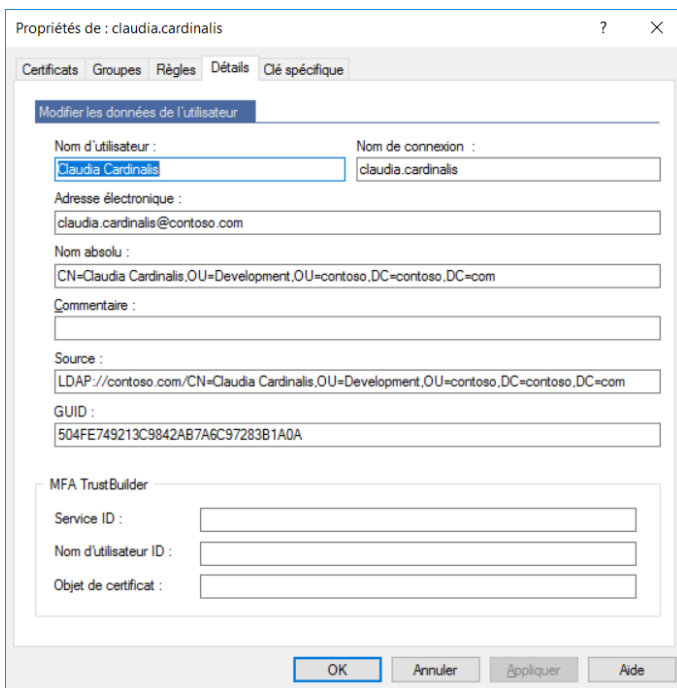 Propriétés de : claudia.cardinalis ?
Certificats Groupes Règles Détails Clé spécifique
Modifier les données de l'utilisateur
Nom d'utilisateur : Nom de connexion :
Claudia Cardinalis claudia.cardinalis
Adresse électronique :
claudia.cardinalis@contoso.com
Nom absolu :
CN=Claudia Cardinalis,OU=Development,OU=contoso,DC=contoso,DC=com
Commentaire :
Source :
LDAP://contoso.com/CN=Claudia Cardinalis,OU=Development,OU=contoso,DC=contoso,DC=com
GUID :
504FE749213C9842AB7A6C97283B1A0A
MFA TrustBuilder
Service ID :
Nom d'utilisateur ID :
Objet de certificat :
OK Annuler Appliquer Aide